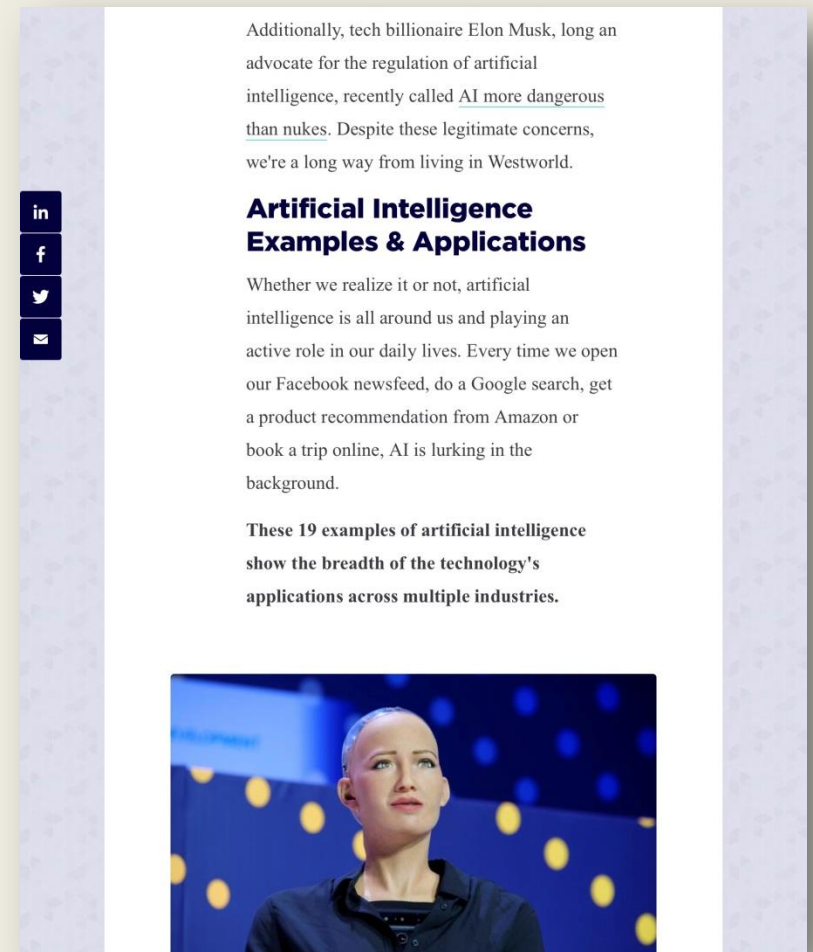 Additionally, tech billionaire Elon Musk, long an
advocate for the regulation of artificial
intelligence, recently called AI more dangerous
than nukes. Despite these legitimate concerns,
we're a long way from living in Westworld.
in
f
Artificial Intelligence
Examples & Applications
Whether we realize it or not, artificial
intelligence is all around us and playing an
active role in our daily lives. Every time we open
our Facebook newsfeed, do a Google search, get
a product recommendation from Amazon or
book a trip online, AI is lurking in the
background.
These 19 examples of artificial intelligence
show the breadth of the technology's
applications across multiple industries.